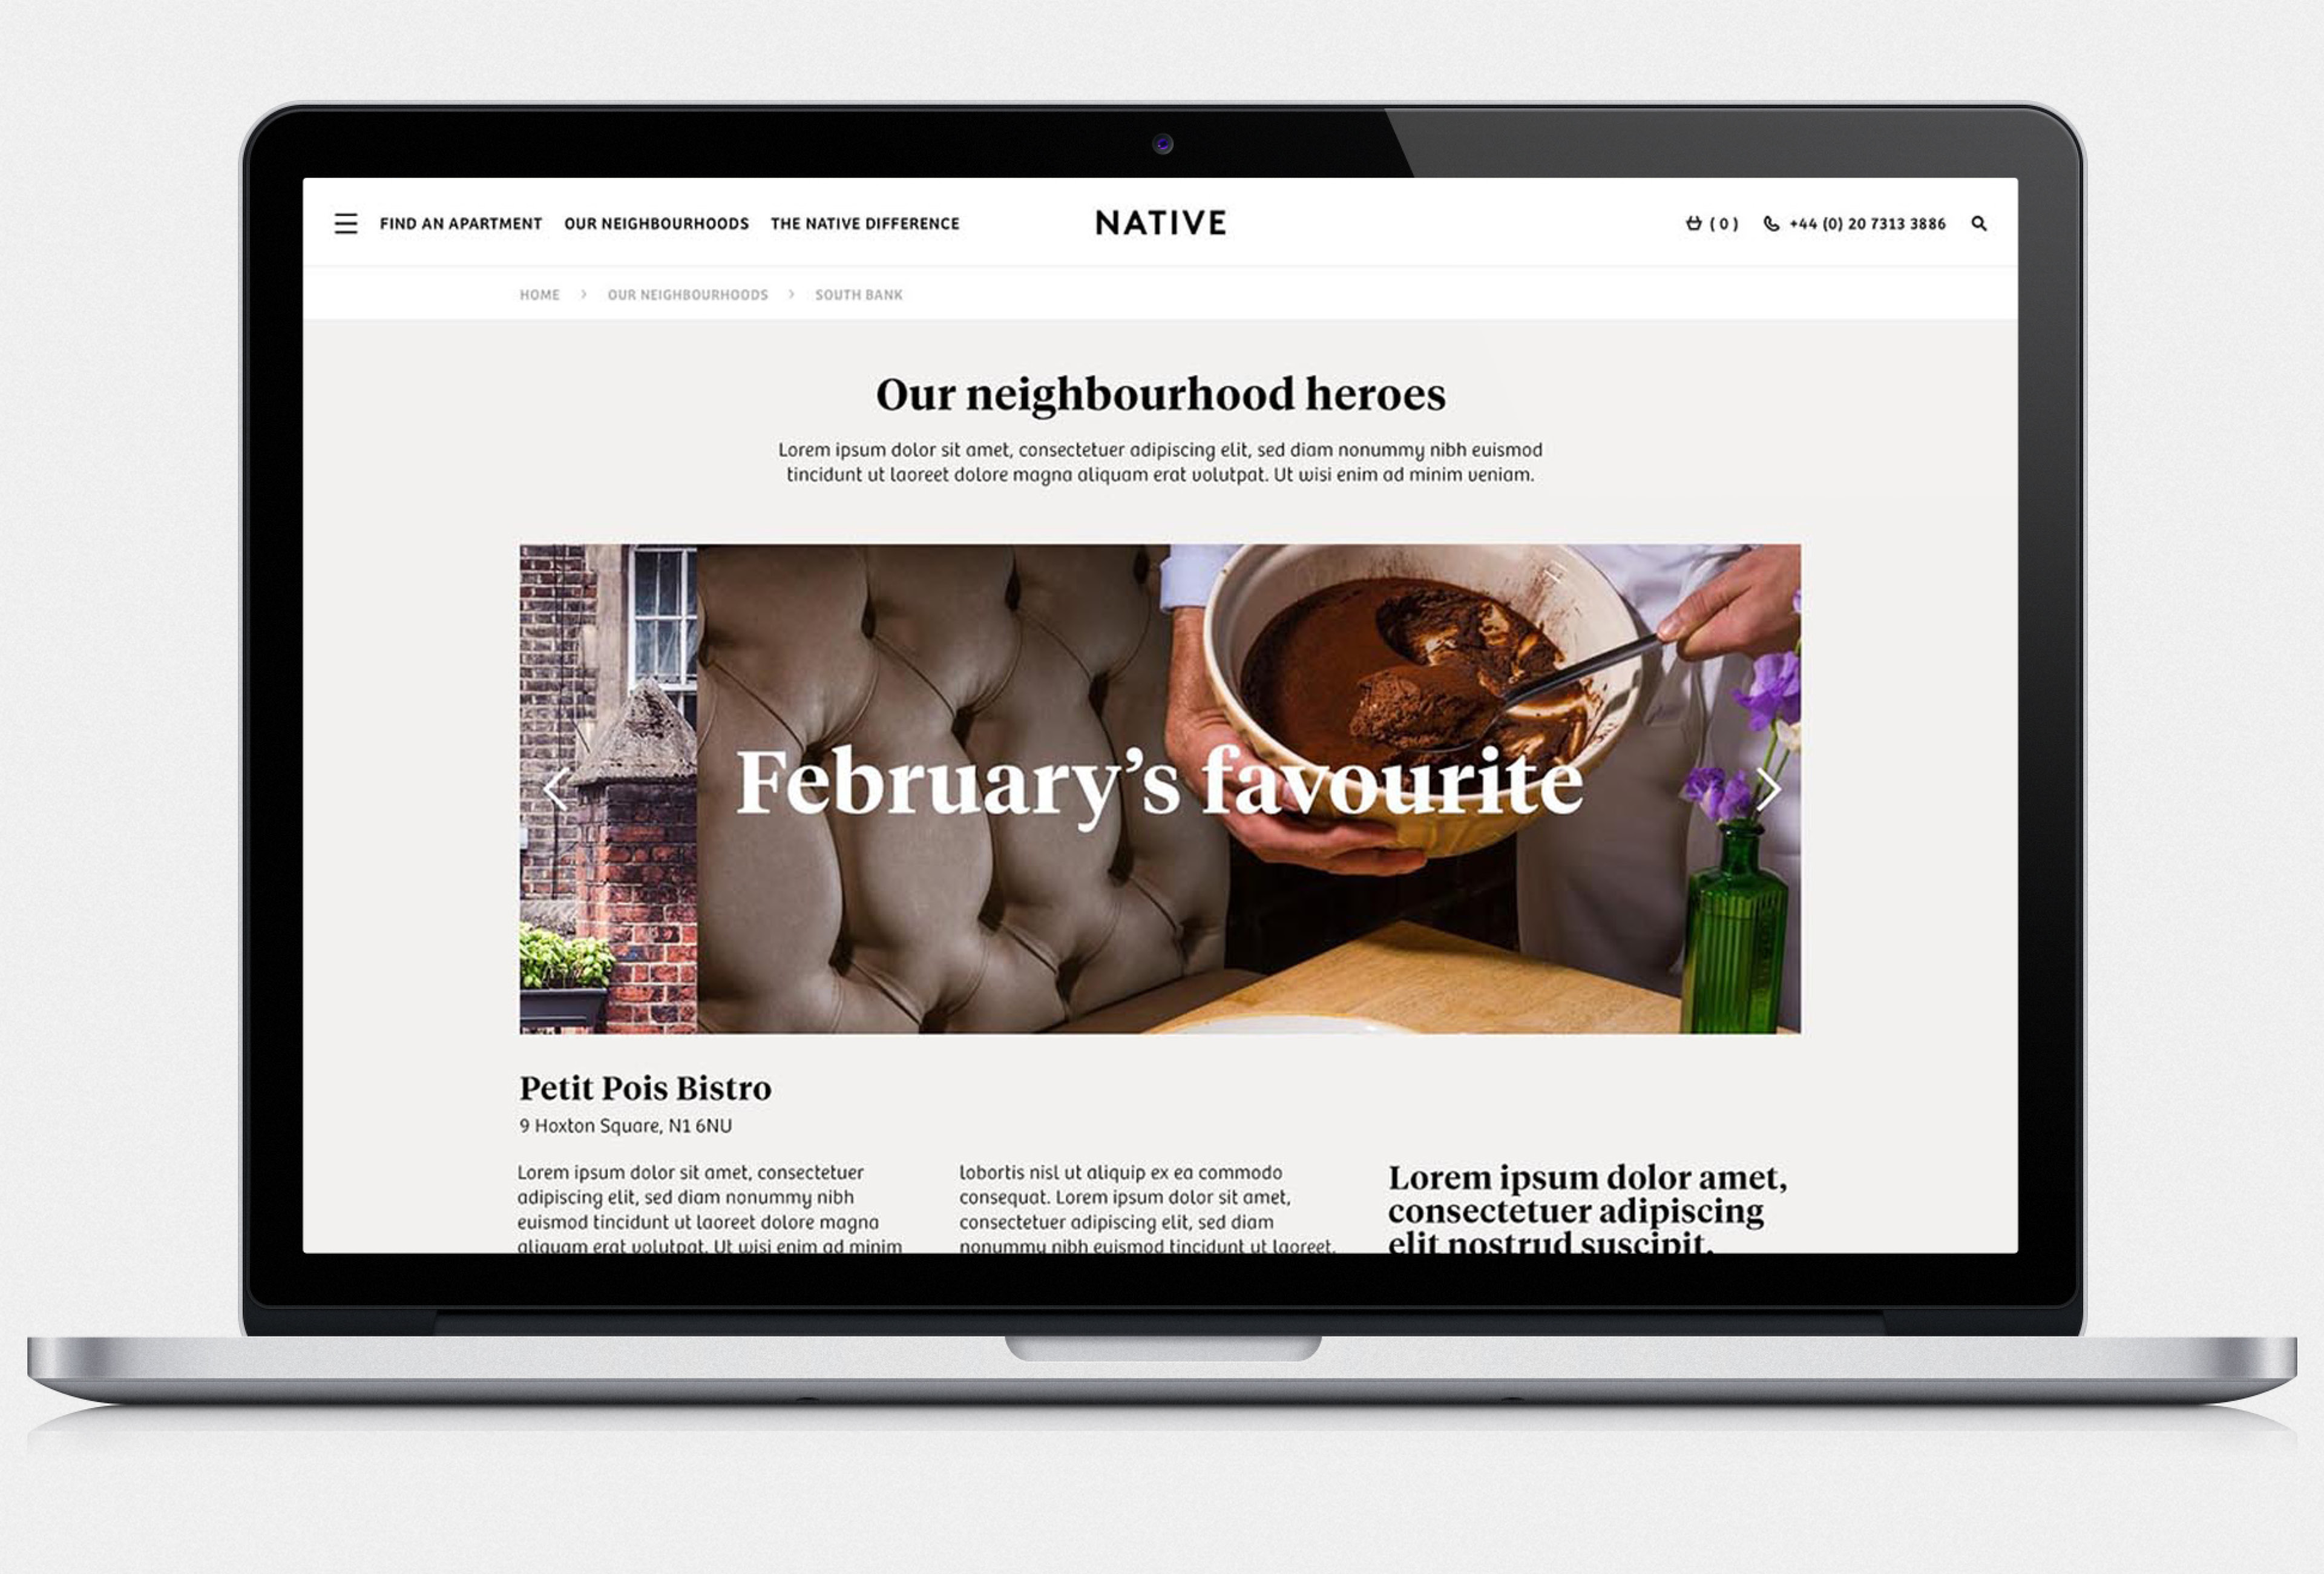 FIND AN APARTMENT OUR NEIGHBOURHOODS THE NATIVE DIFFERENCE NATIVE ( 0 ) +44 (0) 20 7313 3886
HOME > OUR NEIGHBOURHOODS > SOUTH BANK
Our neighbourhood heroes
Lorem ipsum dolor sit amet, consectetuer adipiscing elit, sed diam nonummy nibh euismod
tincidunt ut laoreet dolore magna aliquam erat volutpat. Ut wisi enim ad minim veniam.
February's favourite
Petit Pois Bistro
9 Hoxton Square, N1 6NU
Lorem ipsum dolor sit amet, consectetuer
adipiscing elit, sed diam nonummy nibh
euismod tincidunt ut laoreet dolore magna
aliquam erat volutpat. Ut wisi enim ad minim
lobortis nisl ut aliquip ex ea commodo
consequat. Lorem ipsum dolor sit amet,
consectetuer adipiscing elit, sed diam
nonummy nibh euismod tincidunt ut laoreet.
Lorem ipsum dolor amet,
consectetuer adipiscing
elit nostrud suscipit.